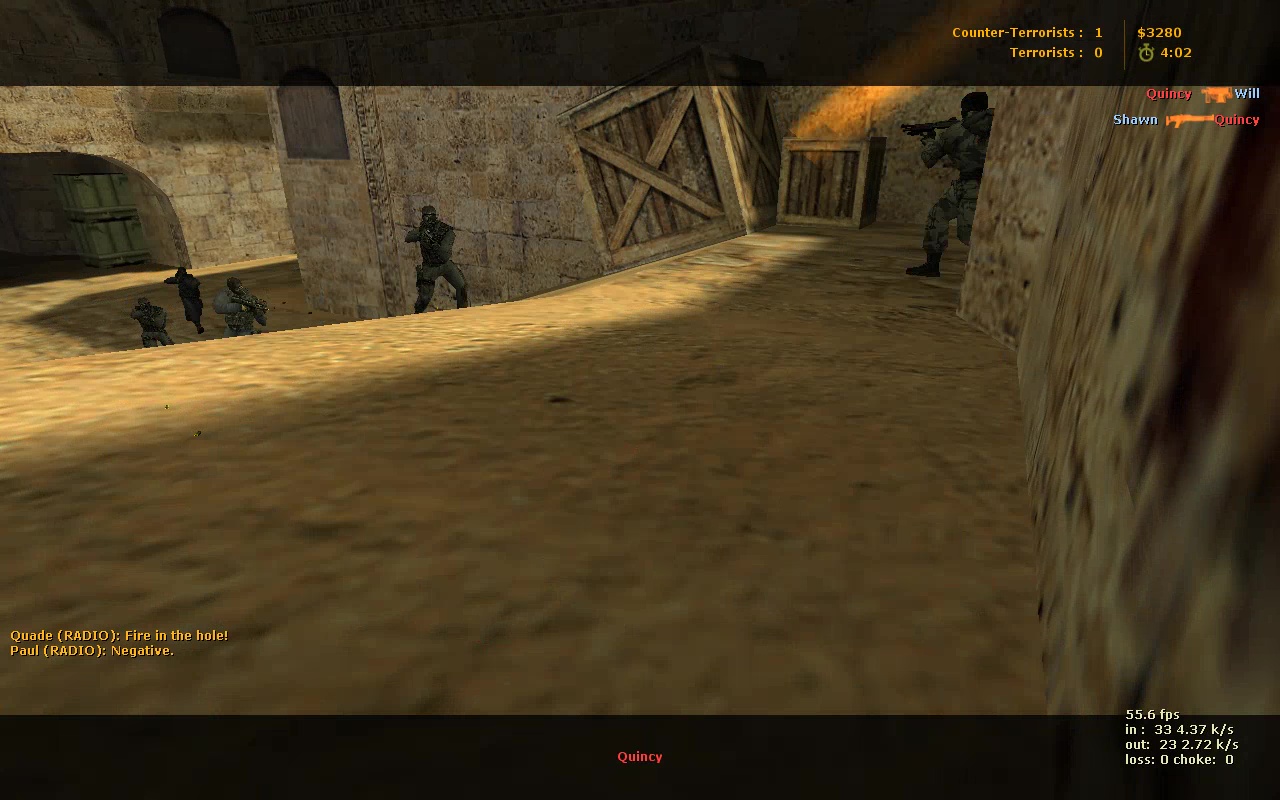 Counter-Terrorists : 1 $3280
Terrorists : 0 4:02
Quincy Will
Shawn Quincy
Quade (RADIO): Fire in the hole!
Paul (RADIO): Negative.
55.6 fps
in : 33 4.37 k/s
out: 23 2.72 k/s
loss: 0 choke: 0
Quincy